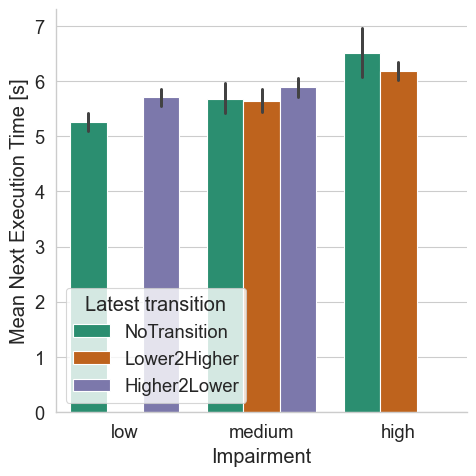 Mean Next Execution Time [s]
7
6
5
4
3
2
1
0
Latest transition
NoTransition
Lower2Higher
Higher2Lower
low medium high
Impairment